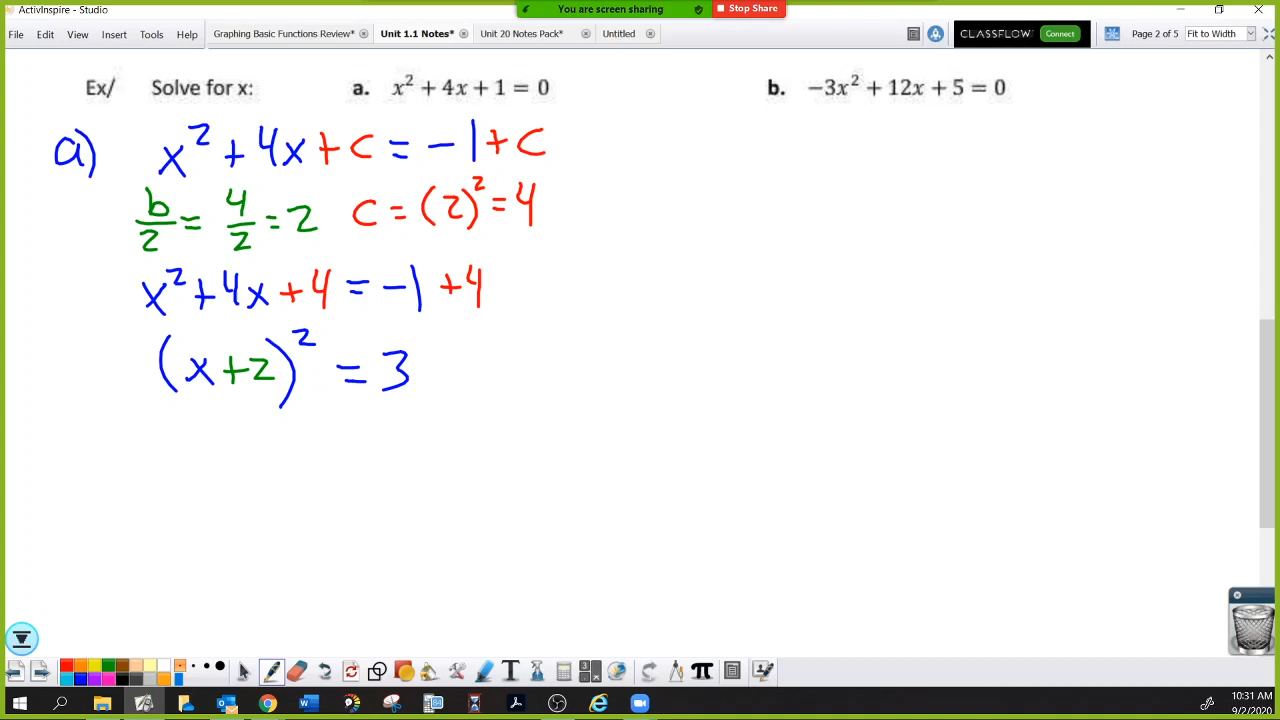 ActivInspire - Studio
You are screen sharing
Stop Share
File Edit View Insert Tools Help
Graphing Basic Functions Review* Unit 1.1 Notes* Unit 20 Notes Pack* Untitled
CLASSFLOW Connect
Page 2 of 5 Fit to Width
Ex/ Solve for x: a. x² + 4x + 1 = 0 b. −3x² + 12x + 5 = 0
a) x² + 4x + c = −1 + c
b/2 = 4/2 = 2 c = (2)² = 4
x² + 4x + 4 = −1 + 4
(x + 2)² = 3
10:31 AM
9/2/2020